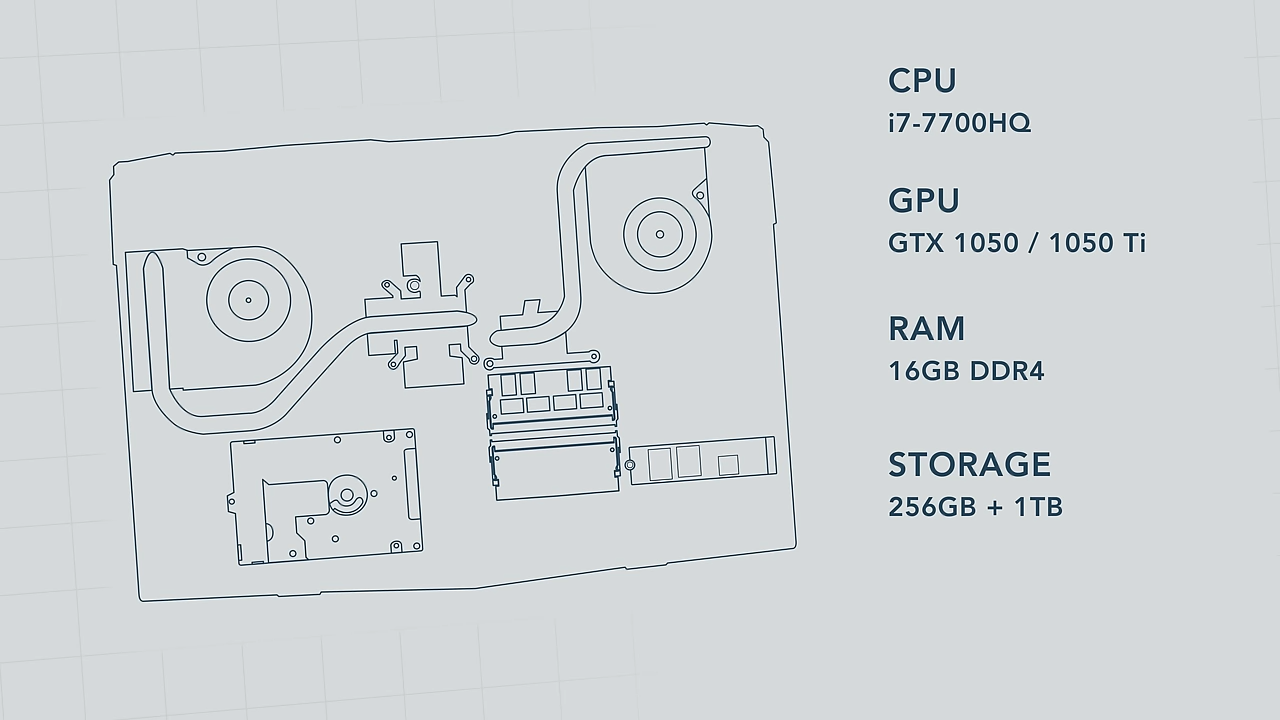 CPU
i7-7700HQ
GPU
GTX 1050 / 1050 Ti
RAM
16GB DDR4
STORAGE
256GB + 1TB